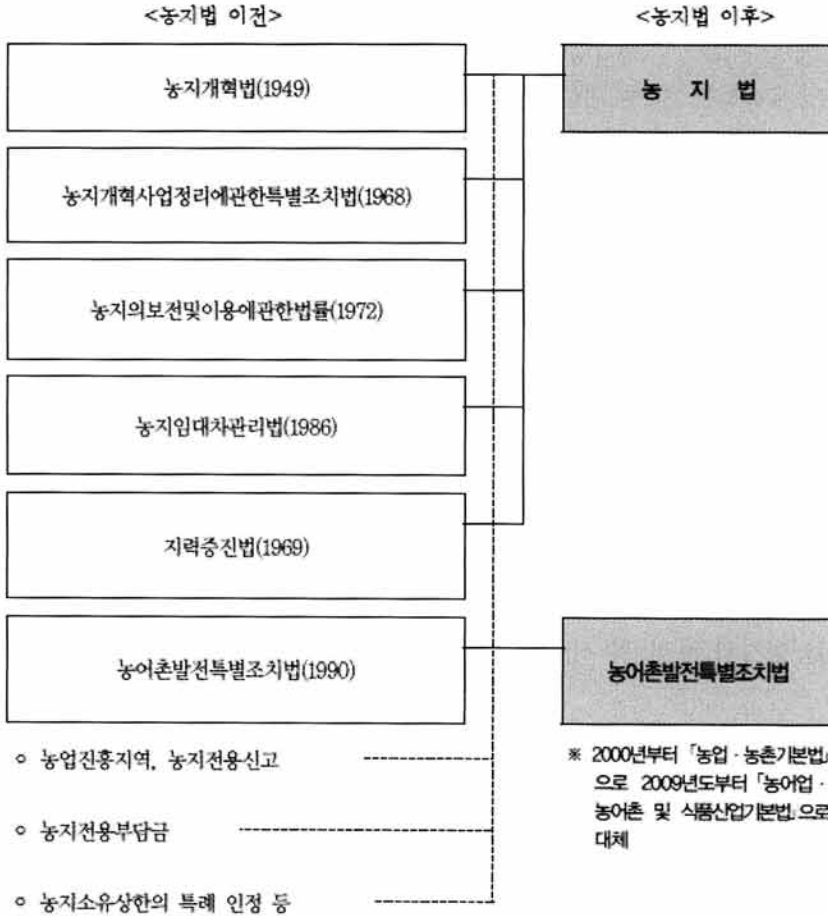 <농지법 이전>
<농지법 이후>
농지개혁법(1949)
농 지 법
농지개혁사업정리에관한특별조치법(1968)
농지의보전및이용에관한법률(1972)
농지임대차관리법(1986)
지력증진법(1969)
농어촌발전특별조치법(1990)
농어촌발전특별조치법
○ 농업진흥지역, 농지전용신고
○ 농지전용부담금
○ 농지소유상한의 특례 인정 등
※ 2000년부터 「농업 · 농촌기본법」
으로 2009년도부터 「농어업 ·
농어촌 및 식품산업기본법」으로
대체